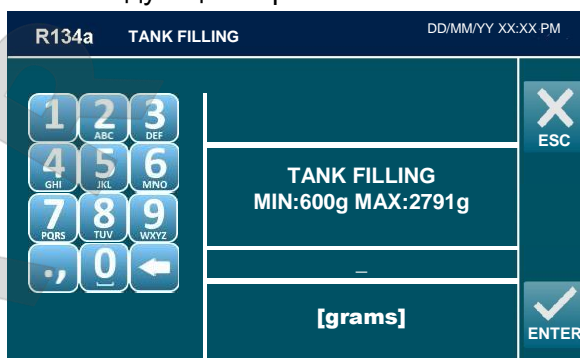 R134a TANK FILLING DD/MM/YY XX:XX PM
1 2 ABC 3 DEF
4 GHI 5 JKL 6 MNO
7 PQRS 8 TUV 9 WXYZ
., 0
ESC
TANK FILLING
MIN:600g MAX:2791g
_
[grams]
ENTER